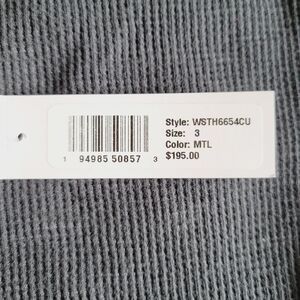 Style: WSTH6654CU
Size: 3
Color: MTL
$195.00
1 94985 50857 3